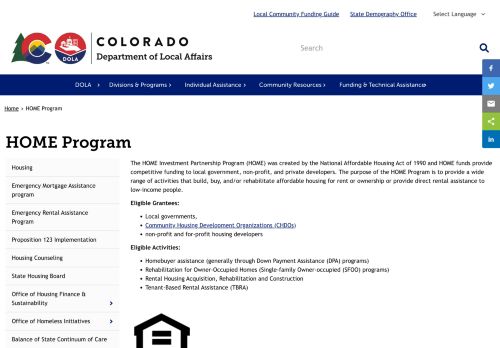 Local Community Funding Guide State Demography Office Select Language
COLORADO
Department of Local Affairs
DOLA
Search
DOLA Divisions & Programs Individual Assistance Community Resources Funding & Technical Assistance
Home > HOME Program
HOME Program
Housing
Emergency Mortgage Assistance
program
Emergency Rental Assistance
Program
Proposition 123 Implementation
Housing Counseling
State Housing Board
Office of Housing Finance &
Sustainability
Office of Homeless Initiatives
Balance of State Continuum of Care
The HOME Investment Partnership Program (HOME) was created by the National Affordable Housing Act of 1990 and HOME funds provide
competitive funding to local government, non-profit, and private developers. The purpose of the HOME Program is to provide a wide
range of activities that build, buy, and/or rehabilitate affordable housing for rent or ownership or provide direct rental assistance to
low-income people.
Eligible Grantees:
• Local governments,
• Community Housing Development Organizations (CHDOs)
• non-profit and for-profit housing developers
Eligible Activities:
• Homebuyer assistance (generally through Down Payment Assistance (DPA) programs)
• Rehabilitation for Owner-Occupied Homes (Single-family Owner-occupied (SFOO) programs)
• Rental Housing Acquisition, Rehabilitation and Construction
• Tenant-Based Rental Assistance (TBRA)